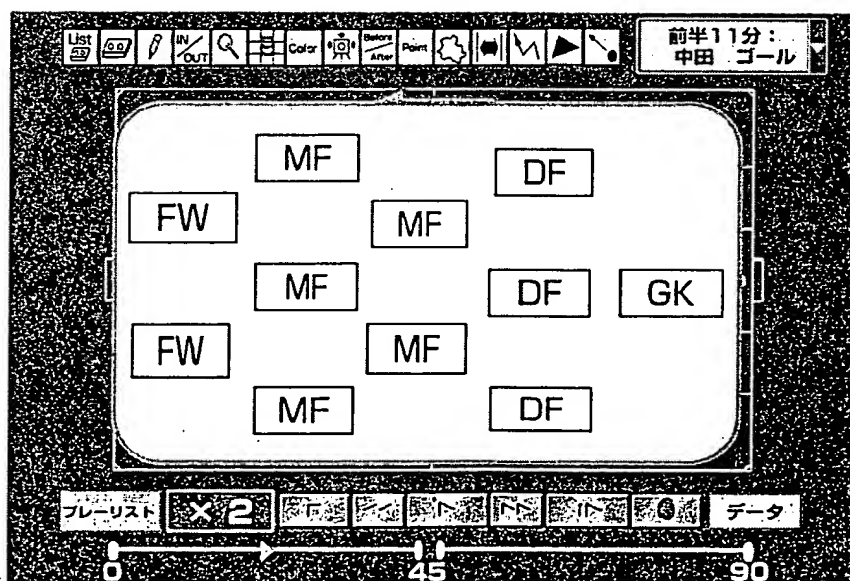 List
IN/OUT
Color
Before/After
Point
前半11分：
中田 ゴール
MF
DF
FW
MF
MF
DF
GK
FW
MF
MF
DF
プレーリスト
×2
データ
0
45
90